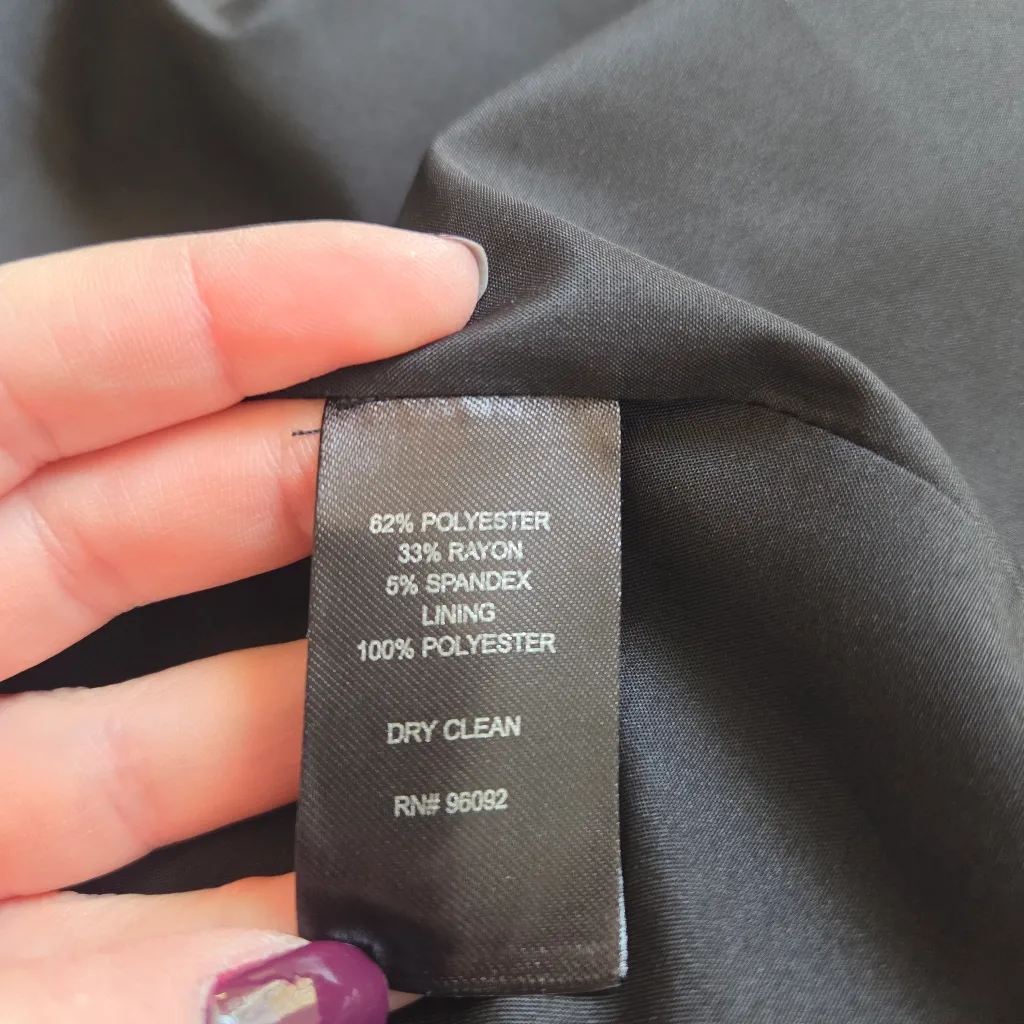 62% POLYESTER
33% RAYON
5% SPANDEX
LINING
100% POLYESTER
DRY CLEAN
RN# 96092